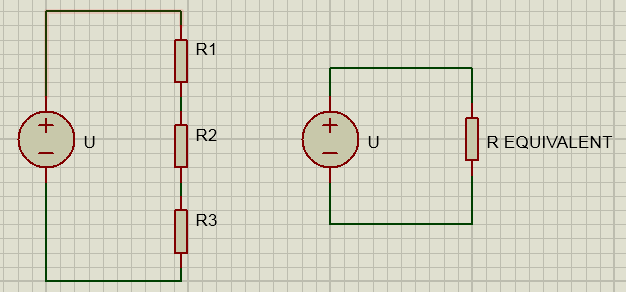 R1
R2
R3
U
U
R EQUIVALENT